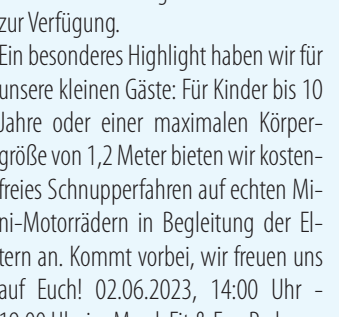 zur Verfügung.
Ein besonderes Highlight haben wir für
unsere kleinen Gäste: Für Kinder bis 10
Jahre oder einer maximalen Körper-
größe von 1,2 Meter bieten wir kosten-
freies Schnupperfahren auf echten Mi-
ni-Motorrädern in Begleitung der El-
tern an. Kommt vorbei, wir freuen uns
auf Euch! 02.06.2023, 14:00 Uhr -